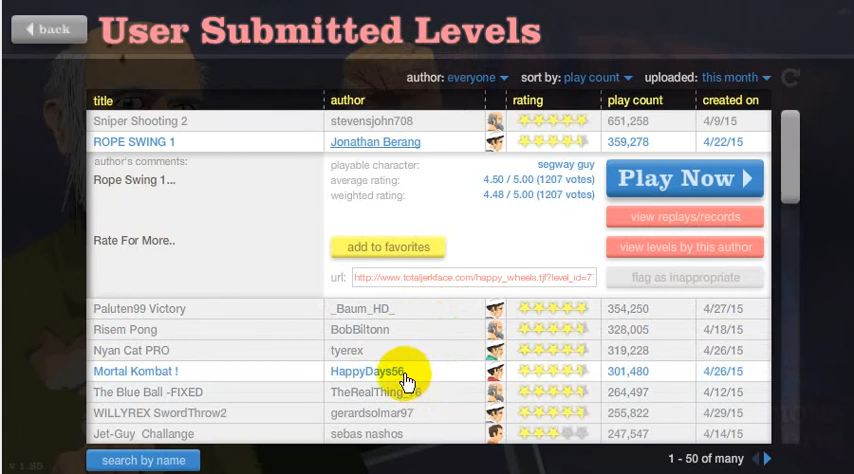 back
User Submitted Levels
author: everyone sort by: play count uploaded: this month
title author rating play count created on
Sniper Shooting 2 stevensjohn708 651,258 4/9/15
ROPE SWING 1 Jonathan Berang 359,278 4/22/15
author's comments:
Rope Swing 1...
Rate For More..
playable character: segway guy
average rating: 4.50 / 5.00 (1207 votes)
weighted rating: 4.48 / 5.00 (1207 votes)
add to favorites
url: http://www.totaljerkface.com/happy_wheels.tjf?level_id=7
Play Now
view replays/records
view levels by this author
flag as inappropriate
Paluten99 Victory _Baum_HD_ 354,250 4/27/15
Risem Pong BobBiltonn 328,005 4/18/15
Nyan Cat PRO tyerex 319,228 4/26/15
Mortal Kombat ! HappyDays56 301,480 4/26/15
The Blue Ball -FIXED 264,497 4/12/15
WILLYREX SwordThrow2 gerardsolmar97 255,822 4/29/15
Jet-Guy Challange sebas nashos 247,547 4/14/15
search by name
1 - 50 of many